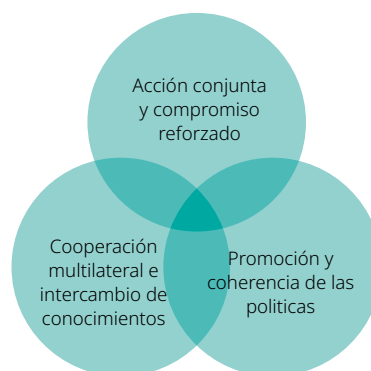 Acción conjunta
y compromiso
reforzado
Cooperación
multilateral e
intercambio de
conocimientos
Promoción y
coherencia de las
politicas